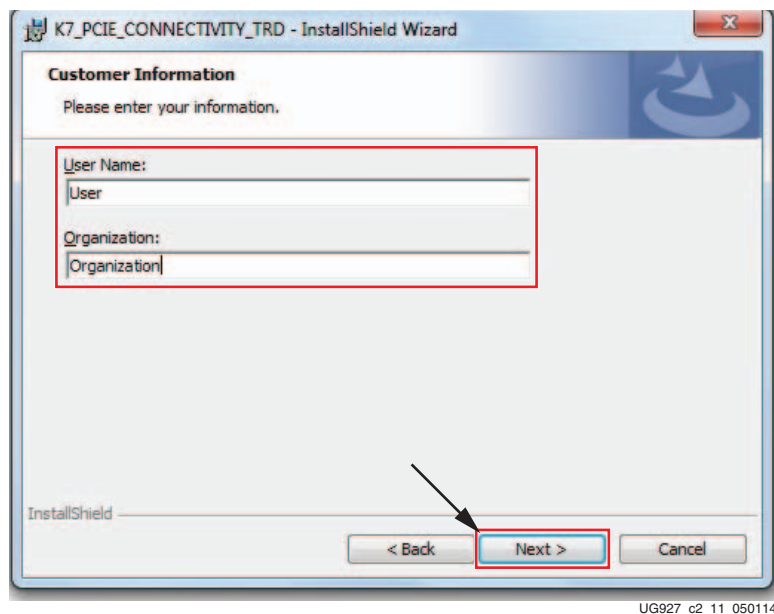 K7_PCIE_CONNECTIVITY_TRD - InstallShield Wizard
Customer Information
Please enter your information.
User Name:
User
Organization:
Organization
InstallShield
< Back
Next >
Cancel
UG927_c2_11_050114